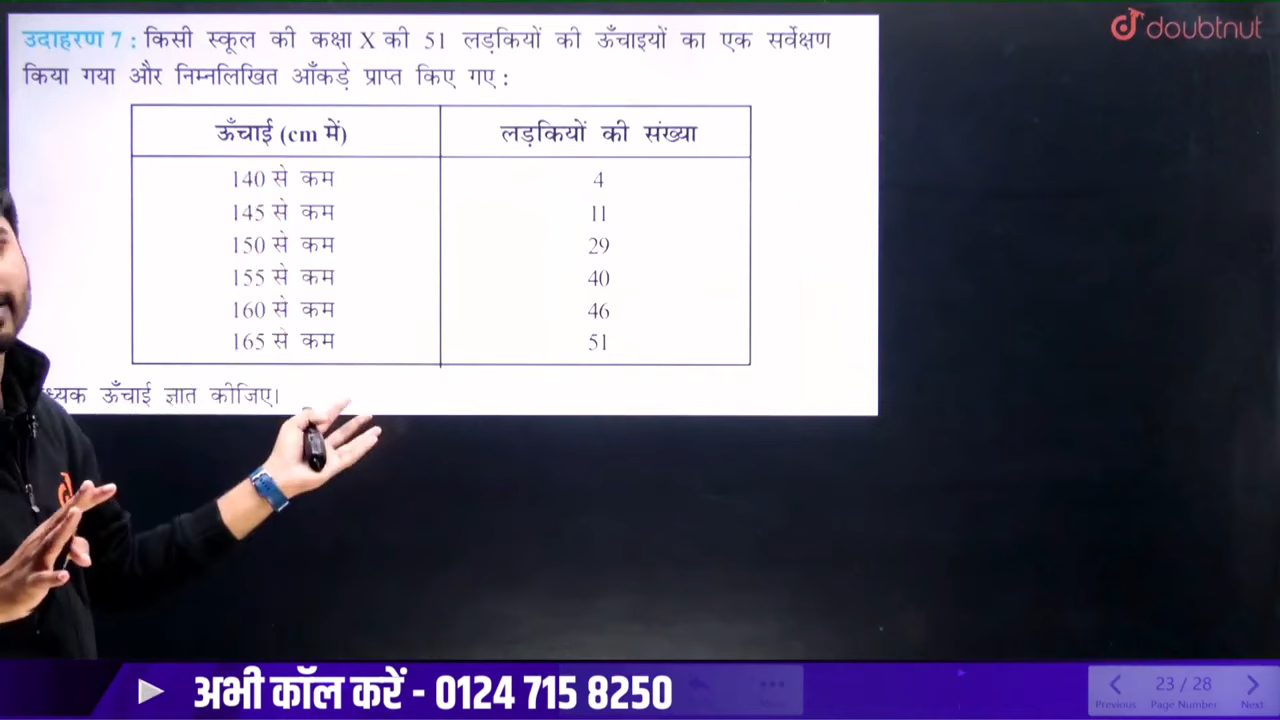 doubtnut
उदाहरण 7 : किसी स्कूल की कक्षा X की 51 लड़कियों की ऊँचाइयों का एक सर्वेक्षण
किया गया और निम्नलिखित आँकड़े प्राप्त किए गए :
ऊँचाई (cm में) लड़कियों की संख्या
140 से कम 4
145 से कम 11
150 से कम 29
155 से कम 40
160 से कम 46
165 से कम 51
ध्यक ऊँचाई ज्ञात कीजिए।
अभी कॉल करें - 0124 715 8250
23 / 28
Previous Page Number Next